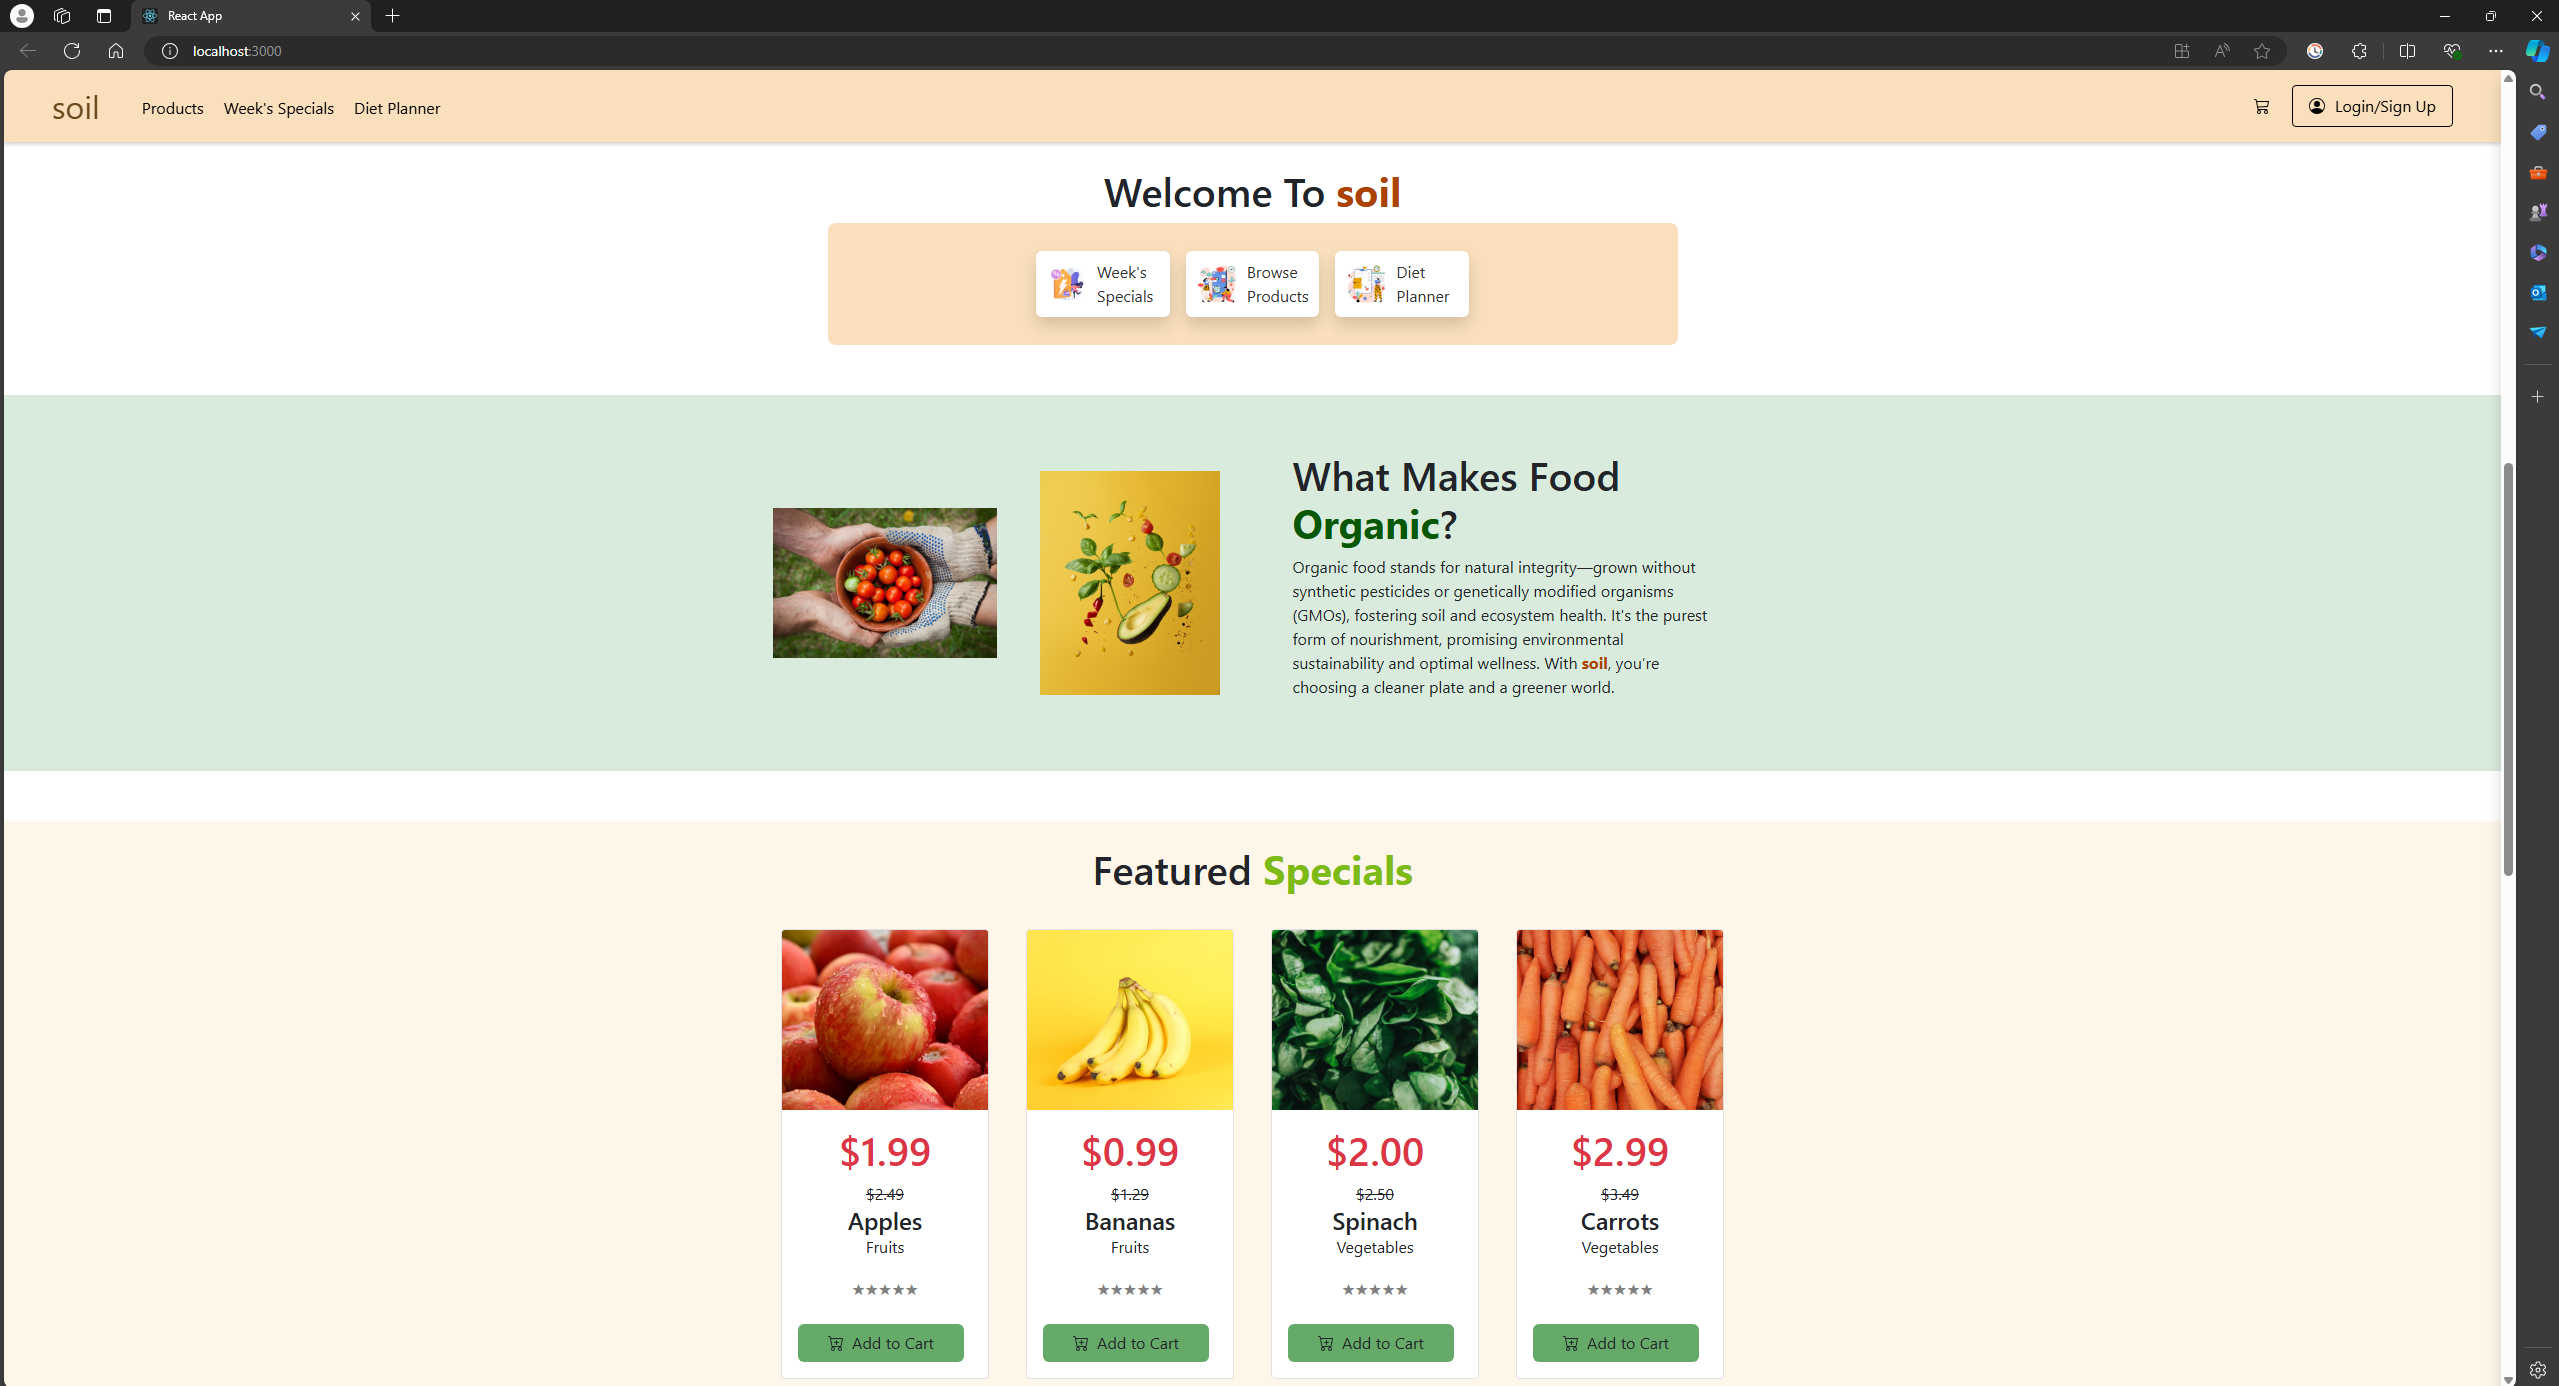 React App
localhost:3000
soil
Products Week's Specials Diet Planner
Login/Sign Up
Welcome To soil
Week's
Specials
Browse
Products
Diet
Planner
What Makes Food
Organic?
Organic food stands for natural integrity—grown without
synthetic pesticides or genetically modified organisms
(GMOs), fostering soil and ecosystem health. It's the purest
form of nourishment, promising environmental
sustainability and optimal wellness. With soil, you’re
choosing a cleaner plate and a greener world.
Featured Specials
$1.99
$2.49
Apples
Fruits
★★★★★
Add to Cart
$0.99
$1.29
Bananas
Fruits
★★★★★
Add to Cart
$2.00
$2.50
Spinach
Vegetables
★★★★★
Add to Cart
$2.99
$3.49
Carrots
Vegetables
★★★★★
Add to Cart